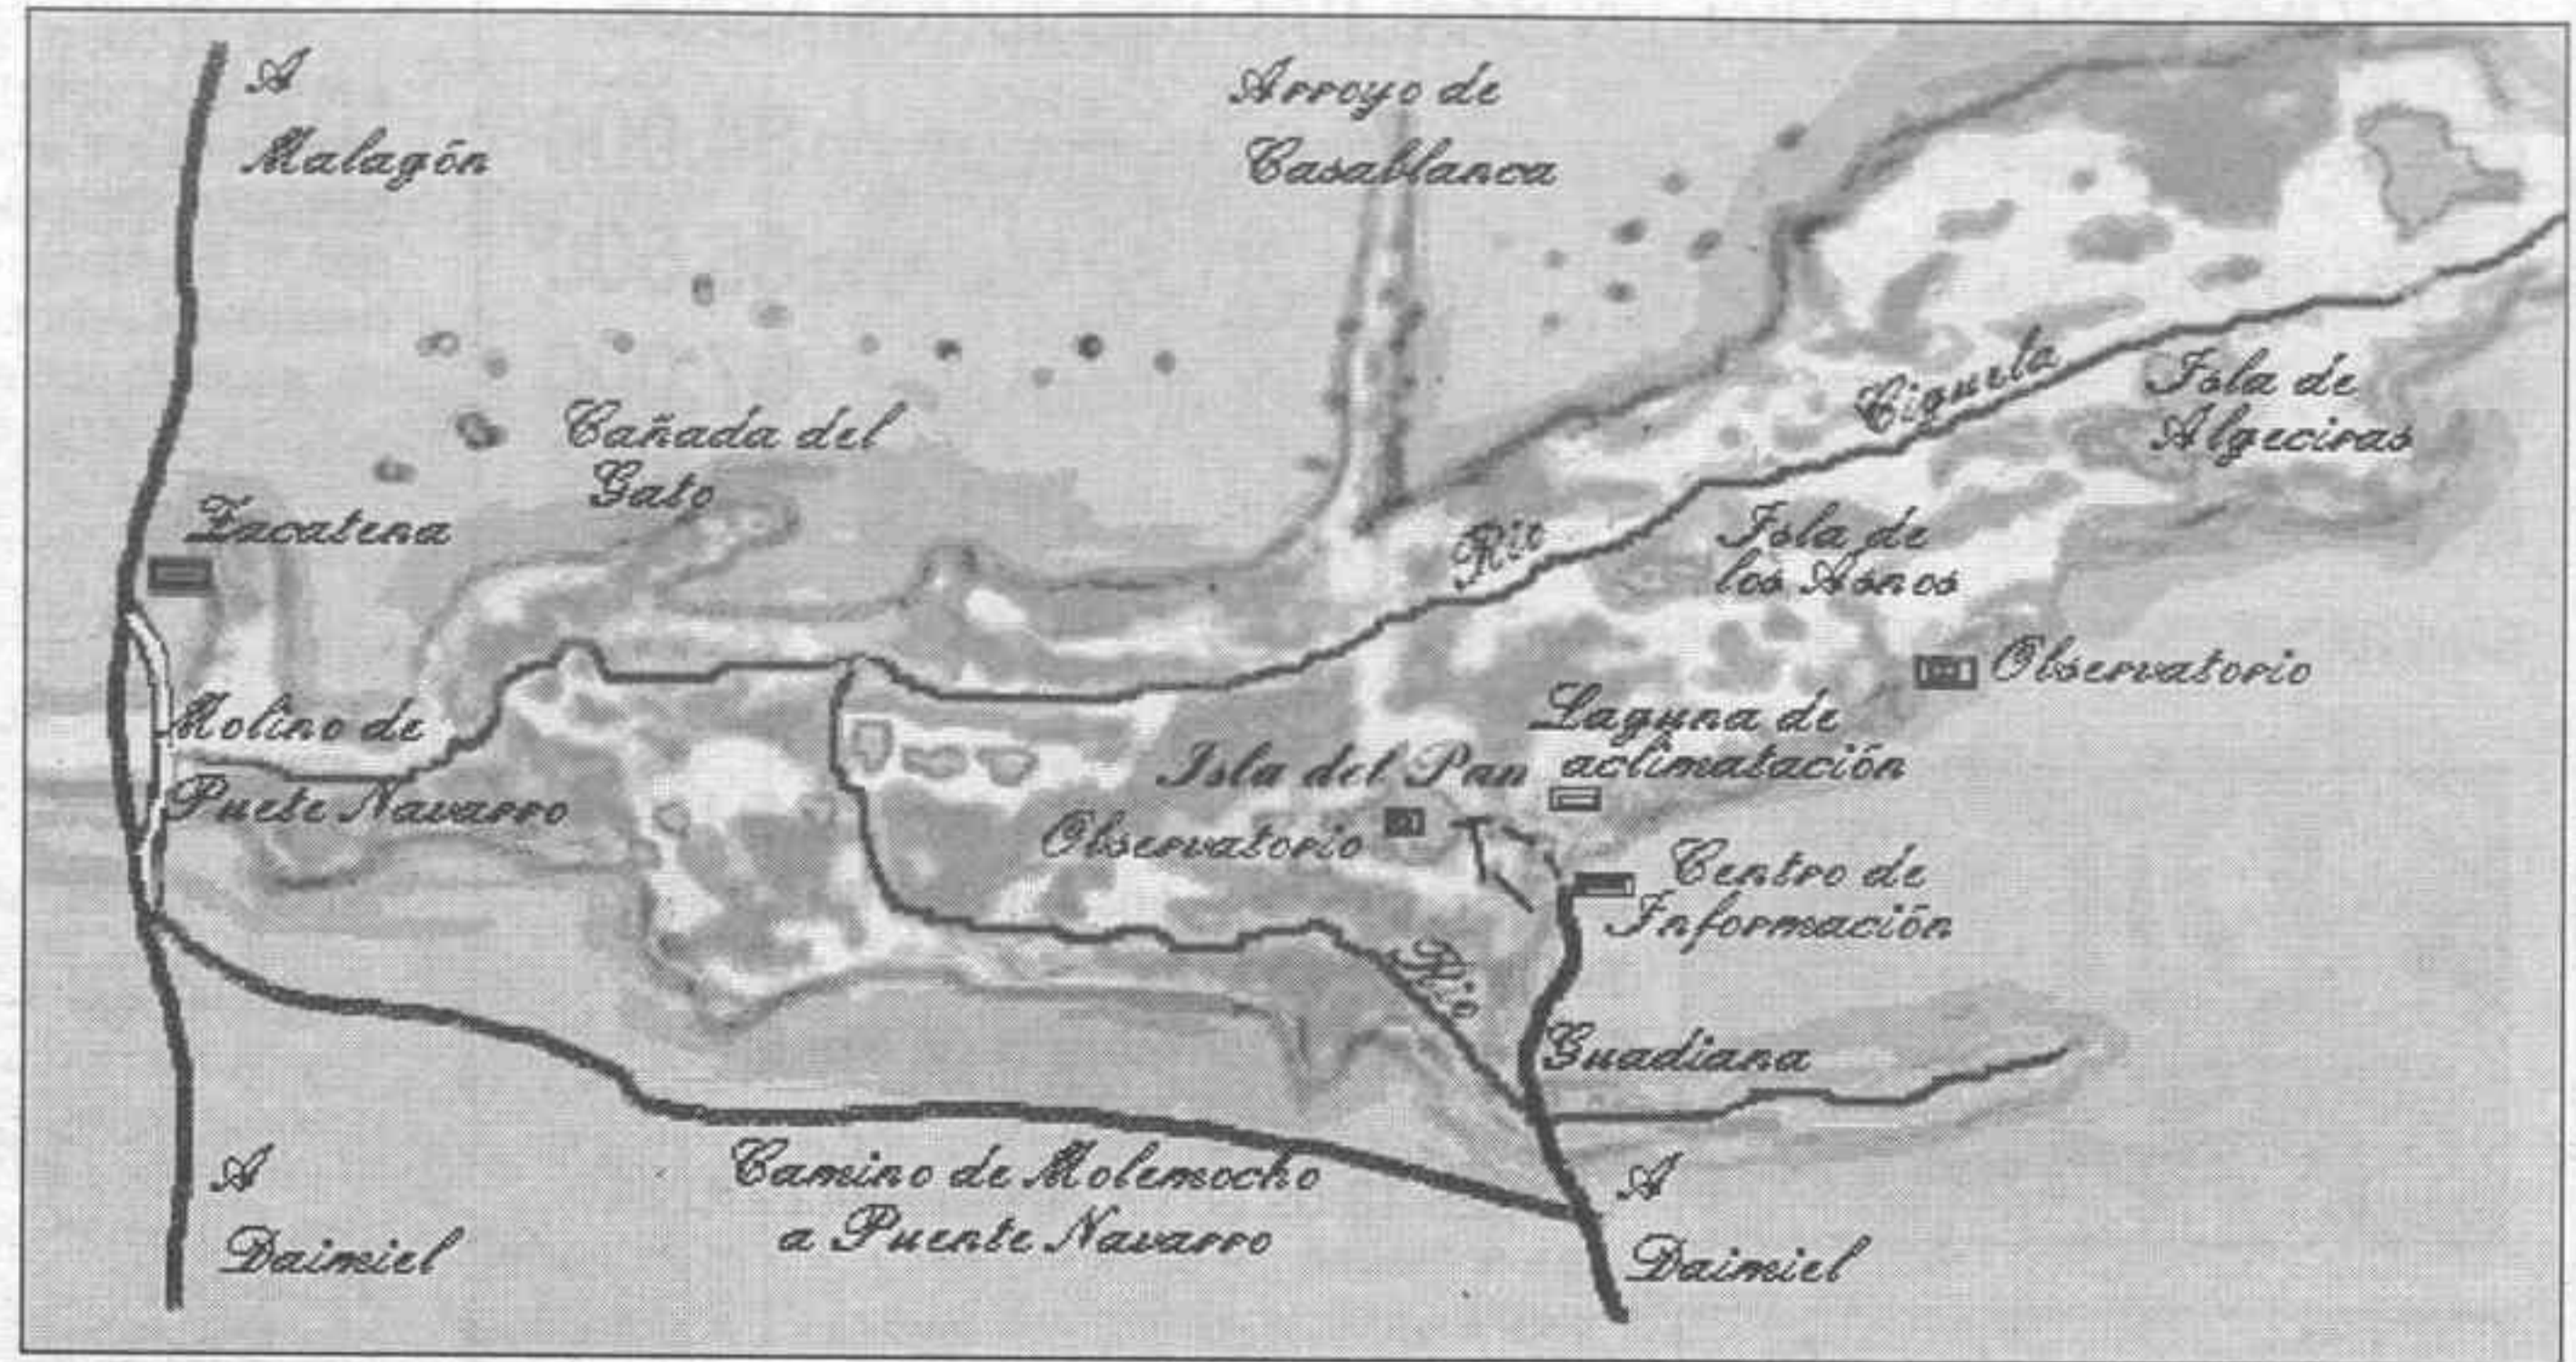 A
Malagón
Arroyo de
Casablanca
Cañada del
Gato
Zacatena
Río
Ciguela
Isla de
Algeciras
Isla de
los Asnos
Observatorio
Molino de
Puete Navarro
Laguna de
aclimatación
Isla del Pan
Observatorio
Centro de
Información
Río
Guadiana
Camino de Molemocho
a Puente Navarro
A
Daimiel
A
Daimiel